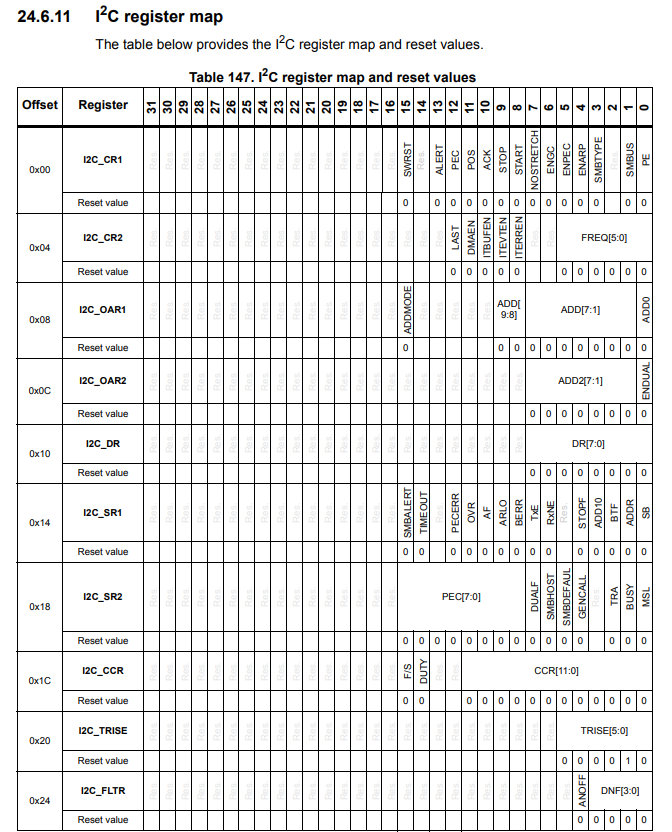 24.6.11 I2C register map
The table below provides the I2C register map and reset values.
Table 147. I2C register map and reset values
Offset Register 31 30 29 28 27 26 25 24 23 22 21 20 19 18 17 16 15 14 13 12 11 10 9 8 7 6 5 4 3 2 1 0
0x00 I2C_CR1 Res. Res. Res. Res. Res. Res. Res. Res. Res. Res. Res. Res. Res. Res. Res. Res. SWRST Res. ALERT PEC POS ACK STOP START NOSTRETCH ENGC ENPEC ENARP SMBTYPE Res. SMBUS PE
Reset value 0 0 0 0 0 0 0 0 0 0 0 0 0 0 0
0x04 I2C_CR2 Res. Res. Res. Res. Res. Res. Res. Res. Res. Res. Res. Res. Res. Res. Res. Res. Res. Res. Res. LAST DMAEN ITBUFEN ITEVTEN ITERREN Res. Res. FREQ[5:0]
Reset value 0 0 0 0 0 0 0 0 0 0 0
0x08 I2C_OAR1 Res. Res. Res. Res. Res. Res. Res. Res. Res. Res. Res. Res. Res. Res. Res. Res. ADDMODE Res. Res. Res. Res. Res. ADD[9:8] ADD[7:1] ADD0
Reset value 0 0 0 0 0 0 0 0 0 0 0
0x0C I2C_OAR2 Res. Res. Res. Res. Res. Res. Res. Res. Res. Res. Res. Res. Res. Res. Res. Res. Res. Res. Res. Res. Res. Res. Res. Res. ADD2[7:1] ENDUAL
Reset value 0 0 0 0 0 0 0 0
0x10 I2C_DR Res. Res. Res. Res. Res. Res. Res. Res. Res. Res. Res. Res. Res. Res. Res. Res. Res. Res. Res. Res. Res. Res. Res. Res. DR[7:0]
Reset value 0 0 0 0 0 0 0 0
0x14 I2C_SR1 Res. Res. Res. Res. Res. Res. Res. Res. Res. Res. Res. Res. Res. Res. Res. Res. SMBALERT TIMEOUT Res. PECERR OVR AF ARLO BERR TxE RxNE Res. STOPF ADD10 BTF ADDR SB
Reset value 0 0 0 0 0 0 0 0 0 0 0 0 0 0
0x18 I2C_SR2 Res. Res. Res. Res. Res. Res. Res. Res. Res. Res. Res. Res. Res. Res. Res. Res. PEC[7:0] DUALF SMBHOST SMBDEFAUL GENCALL Res. TRA BUSY MSL
Reset value 0 0 0 0 0 0 0 0 0 0 0 0 0 0 0
0x1C I2C_CCR Res. Res. Res. Res. Res. Res. Res. Res. Res. Res. Res. Res. Res. Res. Res. Res. F/S DUTY Res. Res. CCR[11:0]
Reset value 0 0 0 0 0 0 0 0 0 0 0 0 0 0
0x20 I2C_TRISE Res. Res. Res. Res. Res. Res. Res. Res. Res. Res. Res. Res. Res. Res. Res. Res. Res. Res. Res. Res. Res. Res. Res. Res. Res. Res. TRISE[5:0]
Reset value 0 0 0 0 1 0
0x24 I2C_FLTR Res. Res. Res. Res. Res. Res. Res. Res. Res. Res. Res. Res. Res. Res. Res. Res. Res. Res. Res. Res. Res. Res. Res. Res. Res. Res. Res. ANOFF DNF[3:0]
Reset value 0 0 0 0 0